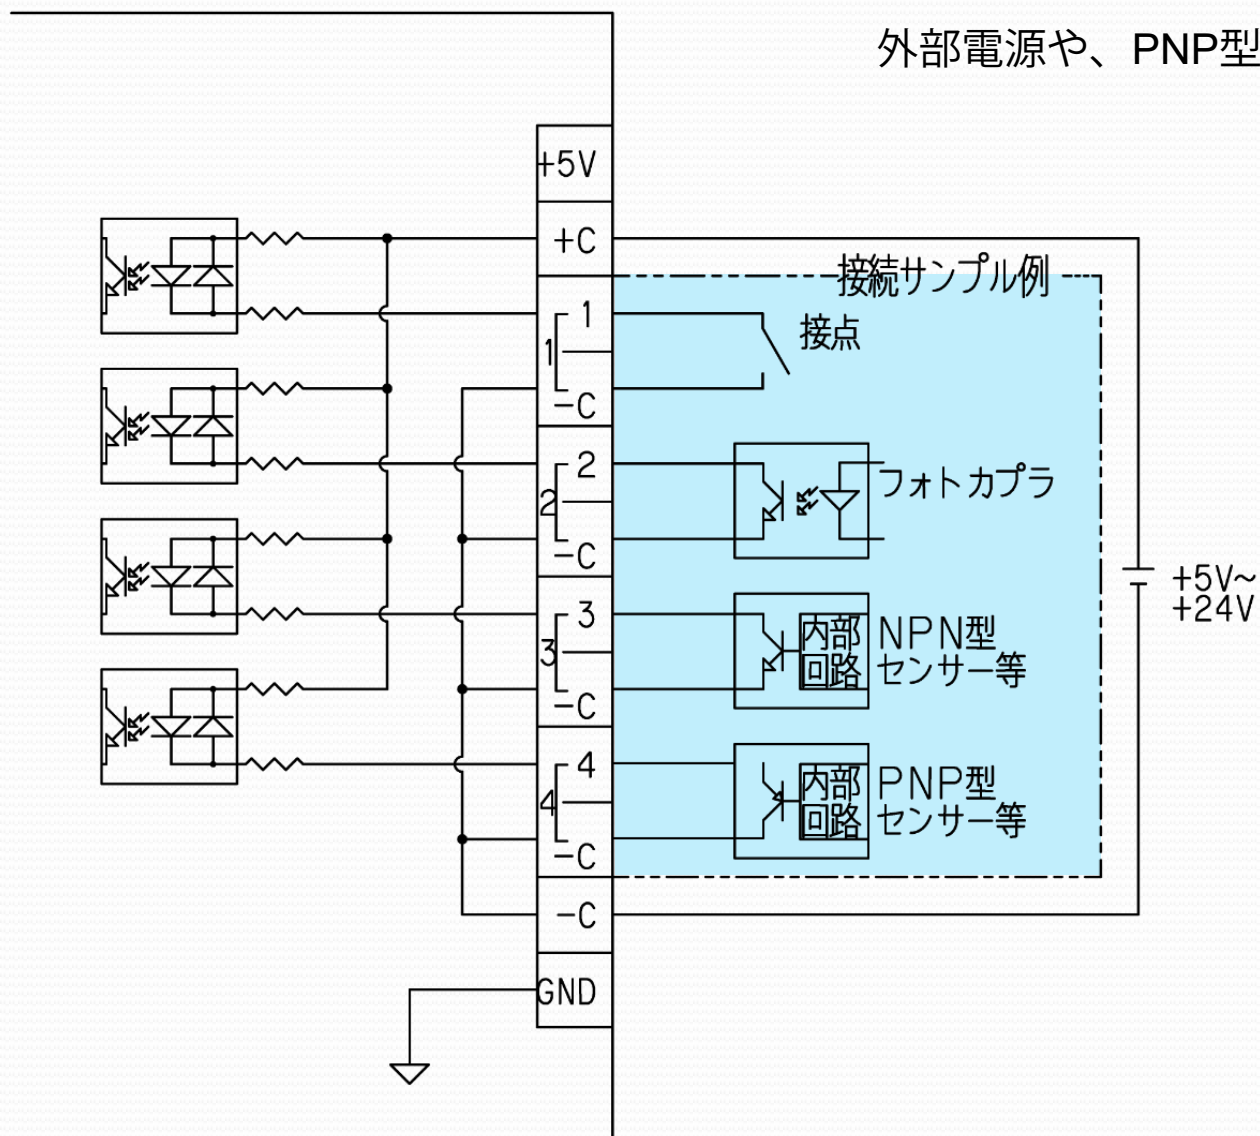 外部電源や、PNP型
+5V
+C
接続サンプル例
1
接点
1
-C
2
フォトカプラ
2
-C
+5V~
+24V
3
内部
回路
NPN型
センサー等
3
-C
4
内部
回路
PNP型
センサー等
4
-C
-C
GND